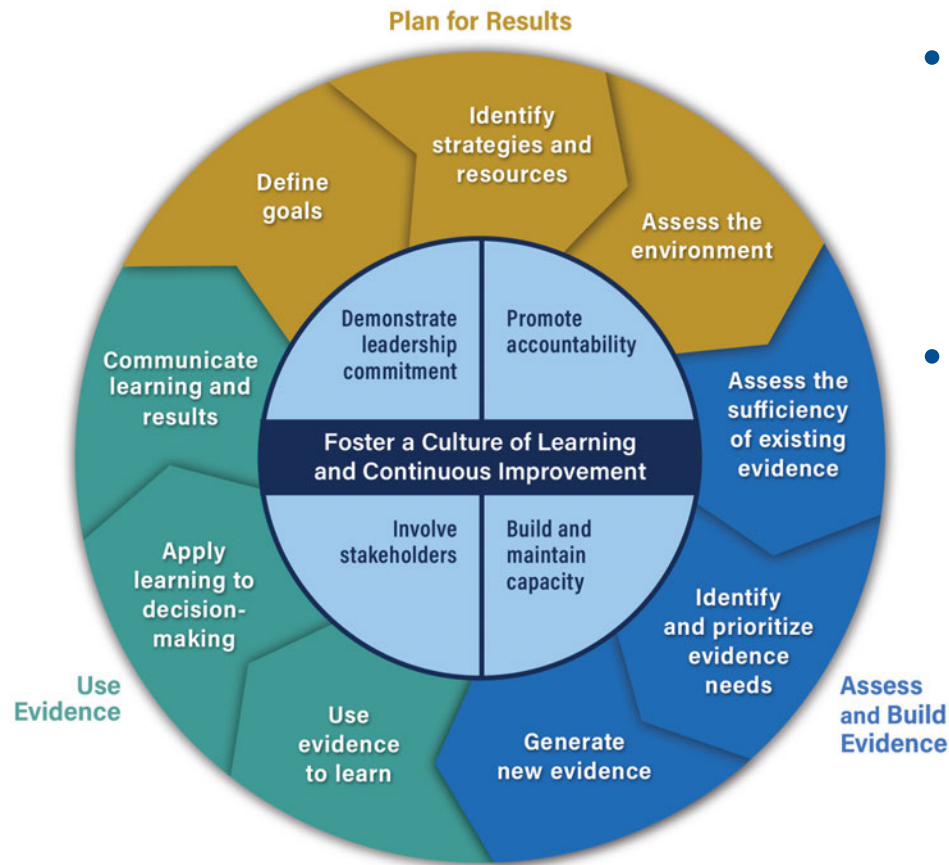 Plan for Results
Define
goals
Identify
strategies and
resources
Assess the
environment
Assess the
sufficiency
of existing
evidence
Identify
and prioritize
evidence
needs
Generate
new evidence
Assess
and Build
Evidence
Use
evidence
to learn
Apply
learning to
decision-
making
Communicate
learning and
results
Use
Evidence
Demonstrate
leadership
commitment
Promote
accountability
Foster a Culture of Learning
and Continuous Improvement
Involve
stakeholders
Build and
maintain
capacity